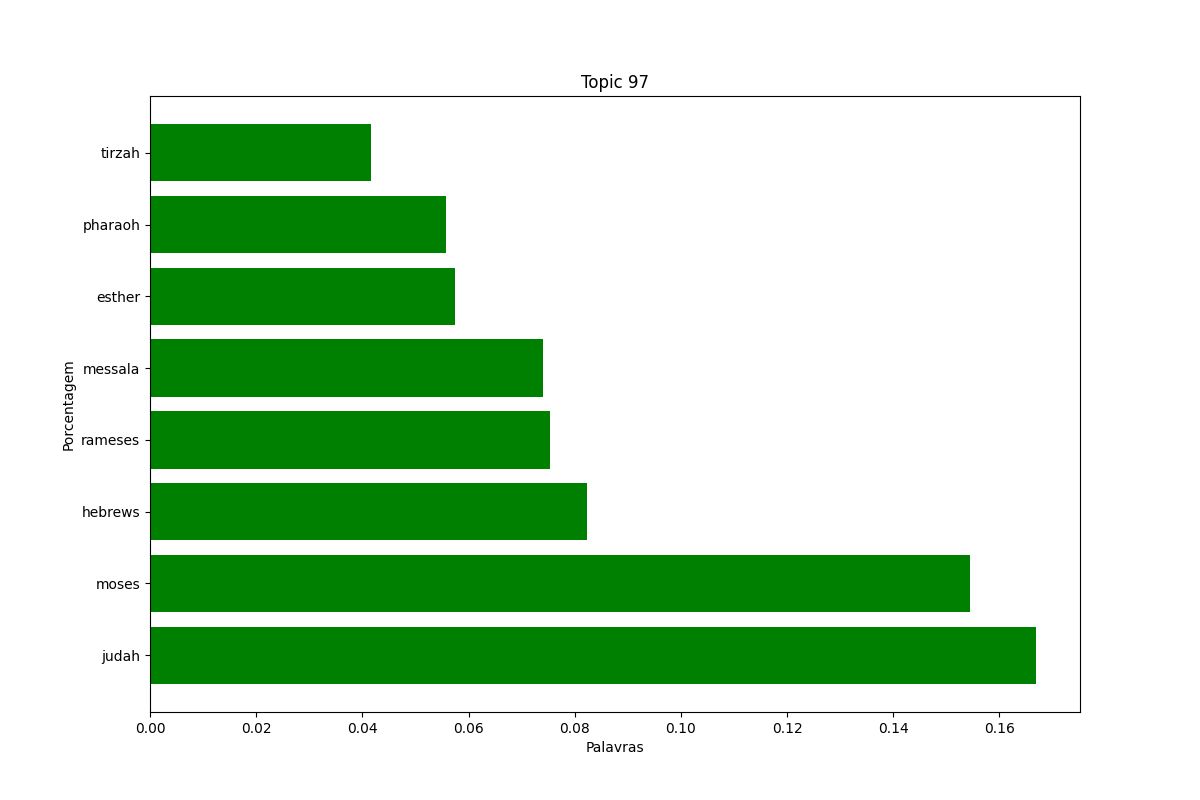 Topic 97
tirzah
pharaoh
esther
messala
rameses
hebrews
moses
judah
Porcentagem
0.00 0.02 0.04 0.06 0.08 0.10 0.12 0.14 0.16
Palavras